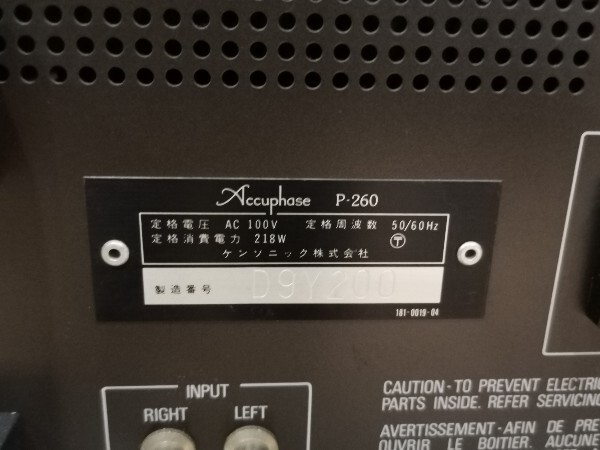 Accuphase P-260
定格電圧 AC 100V 定格周波数 50/60Hz
定格消費電力 218W
ケンソニック株式会社
製造番号 D9Y200
181-0019-04
INPUT
RIGHT LEFT
CAUTION-TO PREVENT ELECTRI
PARTS INSIDE. REFER SERVICING
AVERTISSEMENT-AFIN DE PRE
OUVRIR LE BOITIER. AUCUNE